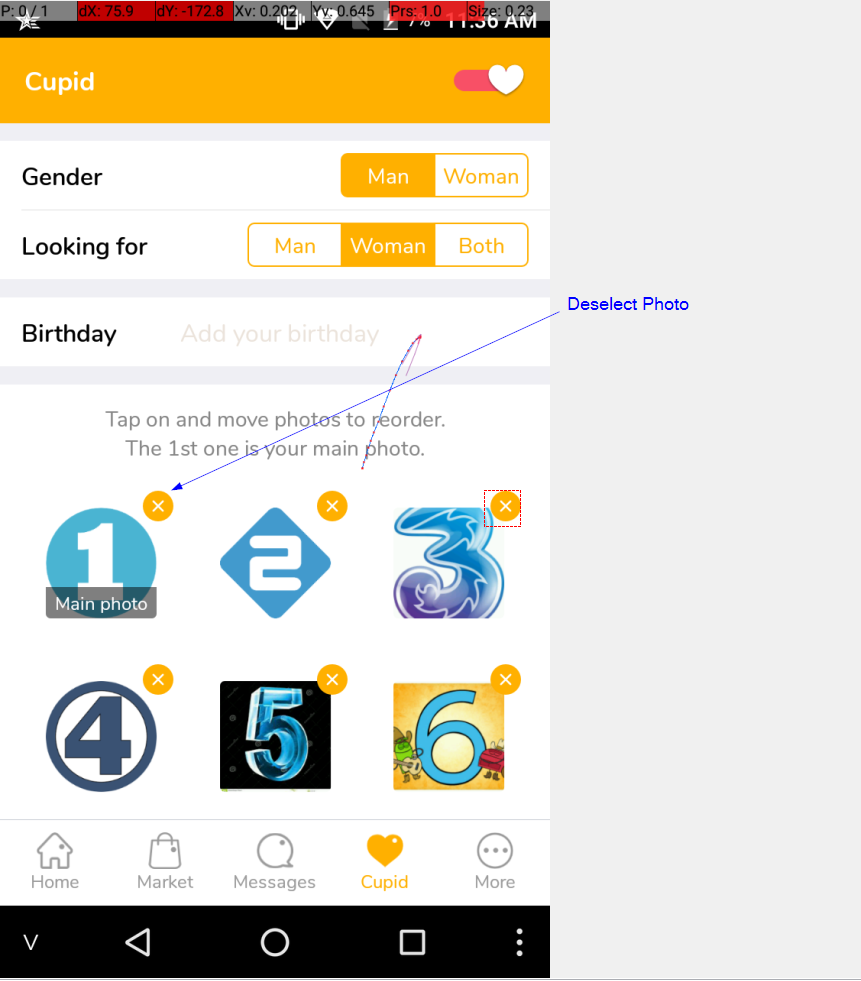 P: 0 / 1 dX: 75.9 dY: -172.8 Xv: 0.202 Yv: 0.645 Prs: 1.0 Size: 0.23
7% 11:36 AM
Cupid
Gender Man Woman
Looking for Man Woman Both
Deselect Photo
Birthday Add your birthday
Tap on and move photos to reorder.
The 1st one is your main photo.
1 2 3
Main photo
4 5 6
Home Market Messages Cupid More